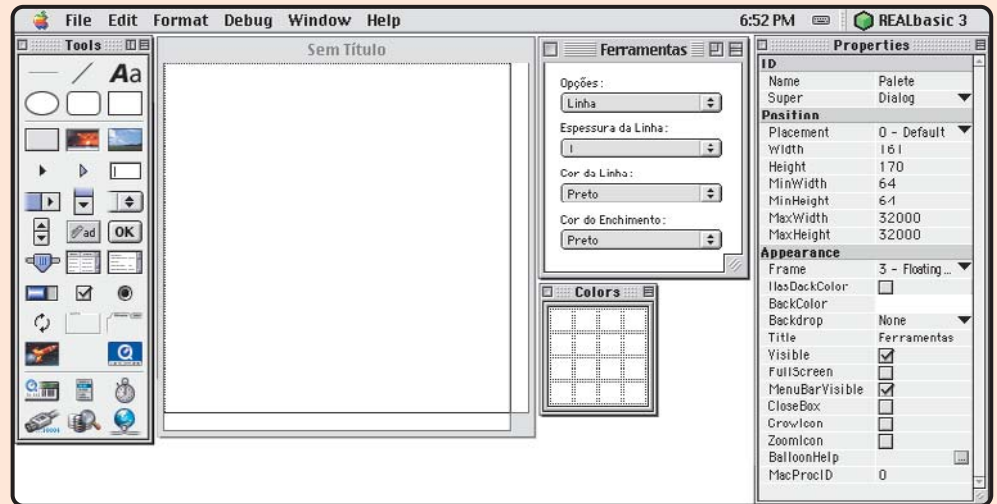 File Edit Format Debug Window Help 6:52 PM REALbasic 3
Tools
Aa
ad OK
Sem Título
Ferramentas
Opções:
Linha
Espessura da Linha:
1
Cor da Linha:
Preto
Cor do Enchimento:
Preto
Colors
Properties
ID
Name Palete
Super Dialog
Position
Placement 0 - Default
Width 161
Height 170
MinWidth 64
MinHeight 64
MaxWidth 32000
MaxHeight 32000
Appearance
Frame 3 - Floating ...
HasBackColor
BackColor
Backdrop None
Title Ferramentas
Visible
FullScreen
MenuBarVisible
CloseBox
GrowIcon
ZoomIcon
BalloonHelp ...
MacProcID 0